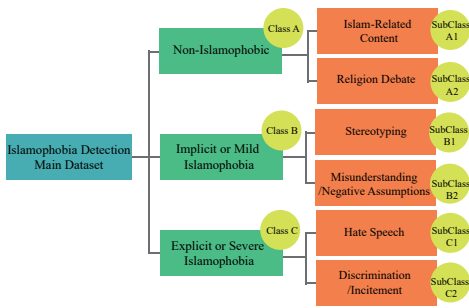 Class A
Non-Islamophobic
Islam-Related
Content
SubClass
A1
Religion Debate
SubClass
A2
Islamophobia Detection
Main Dataset
Class B
Implicit or Mild
Islamophobia
Stereotyping
SubClass
B1
Misunderstanding
/Negative Assumptions
SubClass
B2
Class C
Explicit or Severe
Islamophobia
Hate Speech
SubClass
C1
Discrimination
/Incitement
SubClass
C2